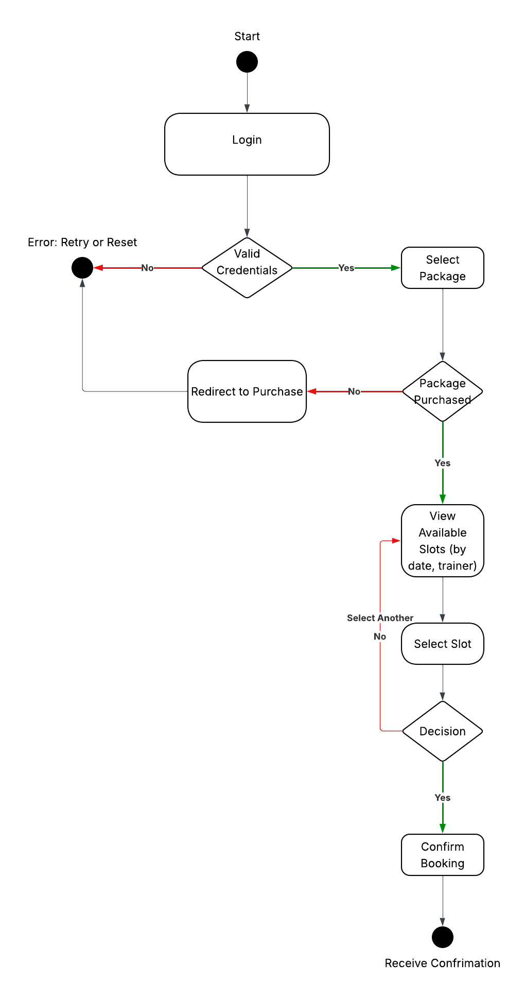 Start
Login
Error: Retry or Reset
Valid
Credentials
No
Yes
Select
Package
Redirect to Purchase
No
Package
Purchased
Yes
View
Available
Slots (by
date, trainer)
Select Another
No
Select Slot
Decision
Yes
Confirm
Booking
Receive Confrimation